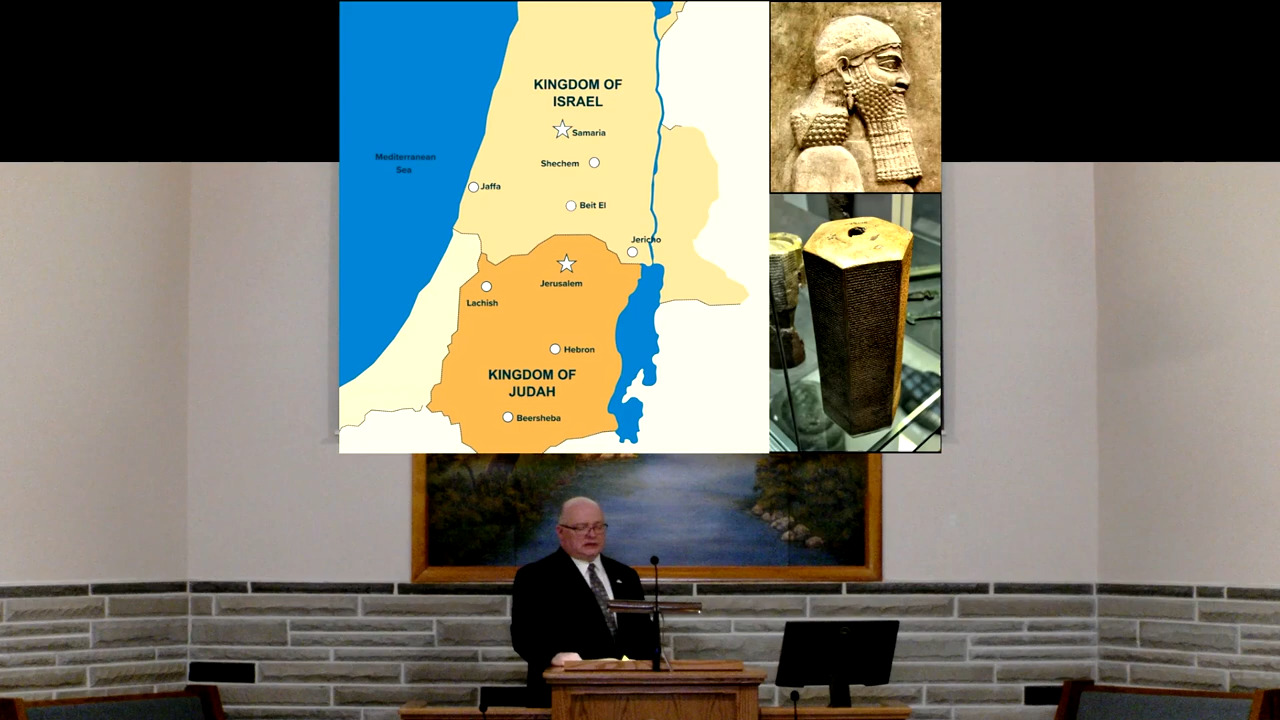 KINGDOM OF
ISRAEL
Samaria
Mediterranean
Sea
Shechem
Jaffa
Beit El
Jericho
Jerusalem
Lachish
Hebron
KINGDOM OF
JUDAH
Beersheba